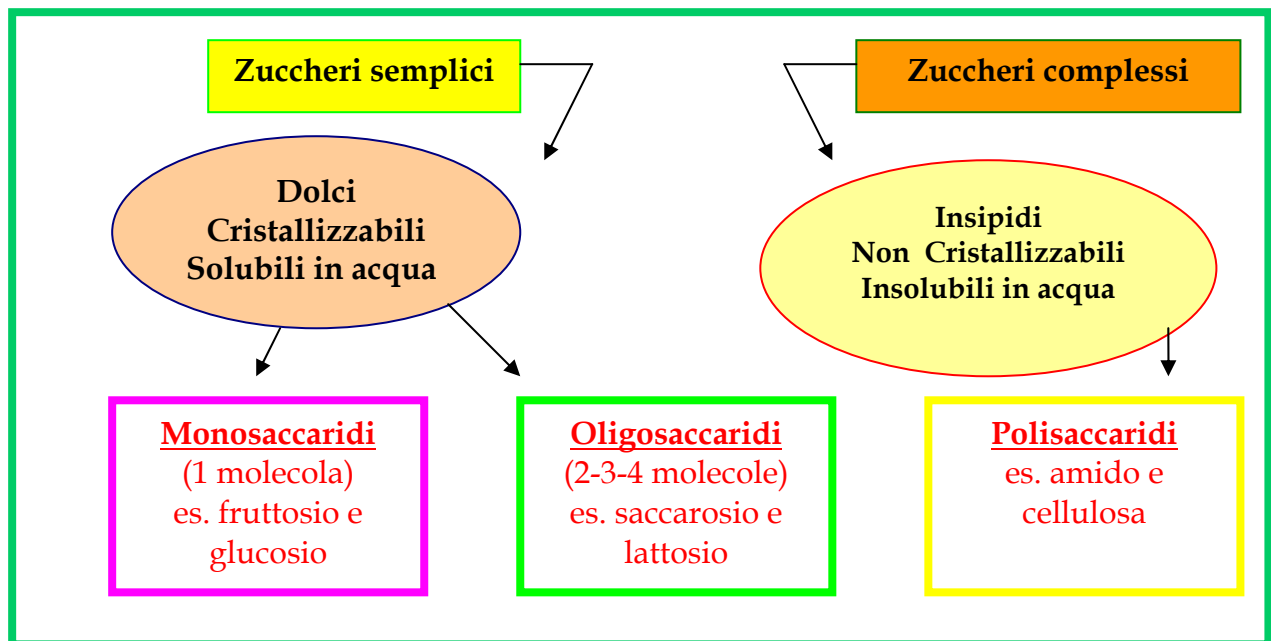 Zuccheri semplici
Zuccheri complessi
Dolci
Cristallizzabili
Solubili in acqua
Insipidi
Non Cristallizzabili
Insolubili in acqua
Monosaccaridi
(1 molecola)
es. fruttosio e
glucosio
Oligosaccaridi
(2-3-4 molecole)
es. saccarosio e
lattosio
Polisaccaridi
es. amido e
cellulosa